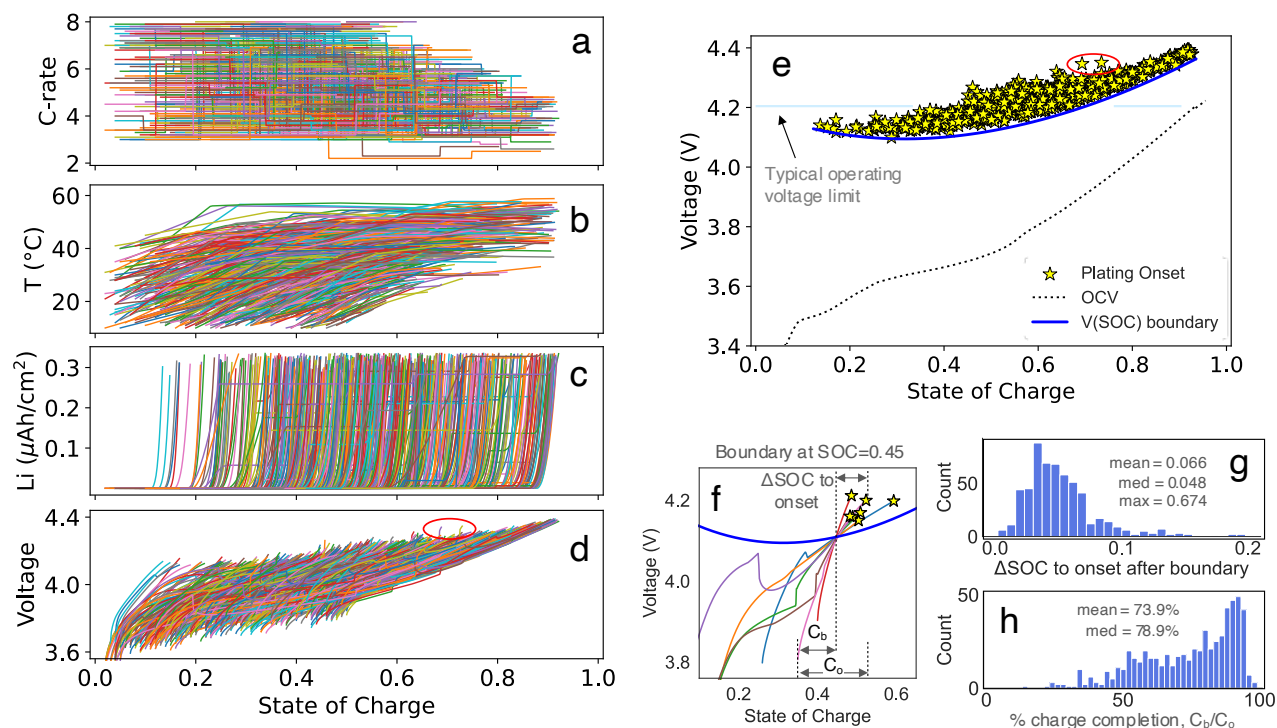 a
C-rate
8
6
4
2
b
T (°C)
60
40
20
c
Li (μAh/cm²)
0.3
0.2
0.1
d
Voltage
4.4
4.0
3.6
0.0 0.2 0.4 0.6 0.8 1.0
State of Charge
e
Voltage (V)
4.4
4.2
4.0
3.8
3.6
3.4
Typical operating
voltage limit
Plating Onset
OCV
V(SOC) boundary
0.0 0.2 0.4 0.6 0.8 1.0
State of Charge
Boundary at SOC=0.45
f
ΔSOC to
onset
Voltage (V)
4.2
4.0
3.8
C_b
C_o
0.2 0.4 0.6
State of Charge
g
Count
50
0
mean = 0.066
med = 0.048
max = 0.674
0.0 0.1 0.2
ΔSOC to onset after boundary
h
Count
50
0
mean = 73.9%
med = 78.9%
0 50 100
% charge completion, C_b/C_o